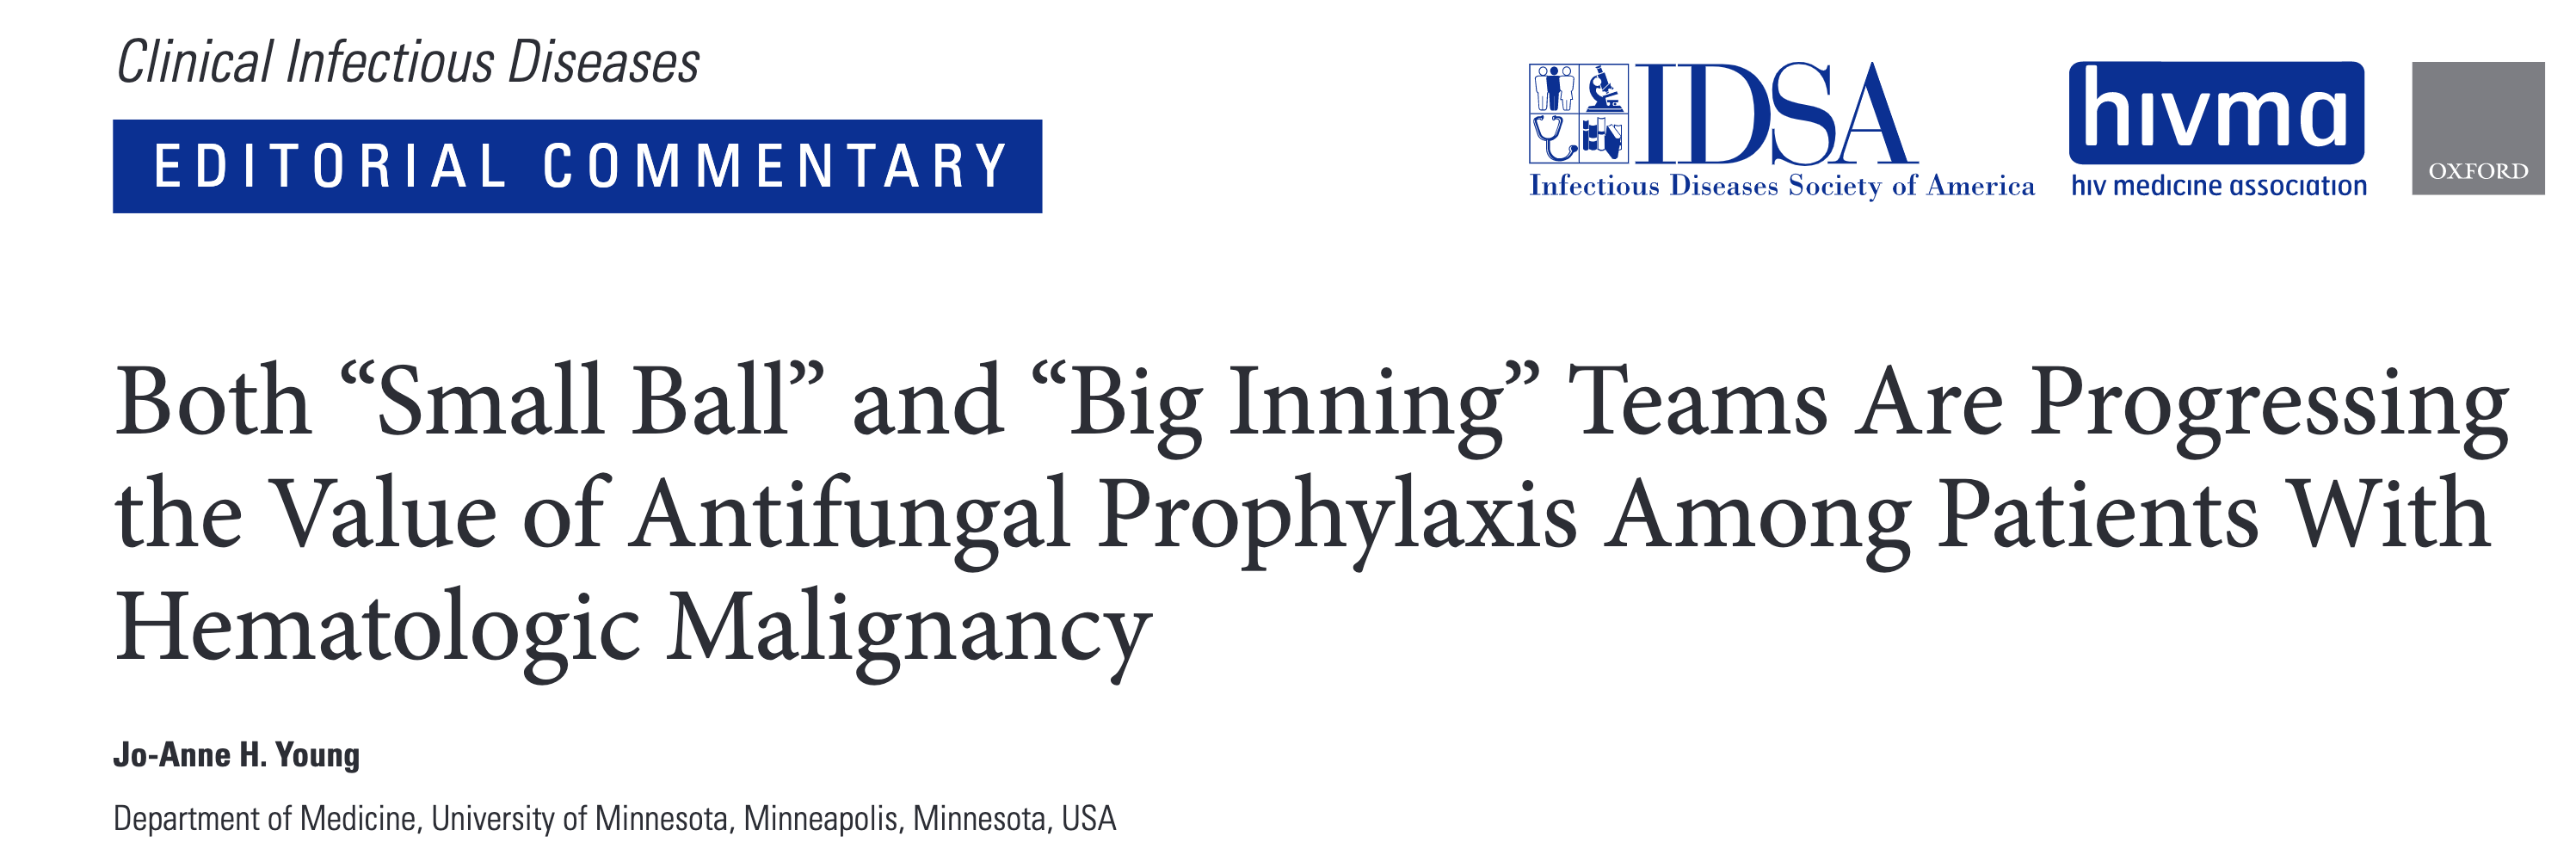 Clinical Infectious Diseases
EDITORIAL COMMENTARY
IDSA
Infectious Diseases Society of America
hivma
hiv medicine association
OXFORD
Both “Small Ball” and “Big Inning” Teams Are Progressing
the Value of Antifungal Prophylaxis Among Patients With
Hematologic Malignancy
Jo-Anne H. Young
Department of Medicine, University of Minnesota, Minneapolis, Minnesota, USA